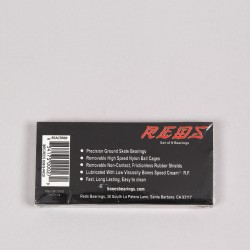 REDS
Set of 8 Bearings
• Precision Ground Skate Bearings
• Removable High Speed Nylon Ball Cages
• Removable Non-Contact, Frictionless Rubber Shields
• Lubricated with Low Viscosity Bones Speed Cream® R.F.
• Fast, Long Lasting, Easy to clean
bonesbearings.com
Reds Bearings, 30 South La Patera Lane, Santa Barbara, CA 93117